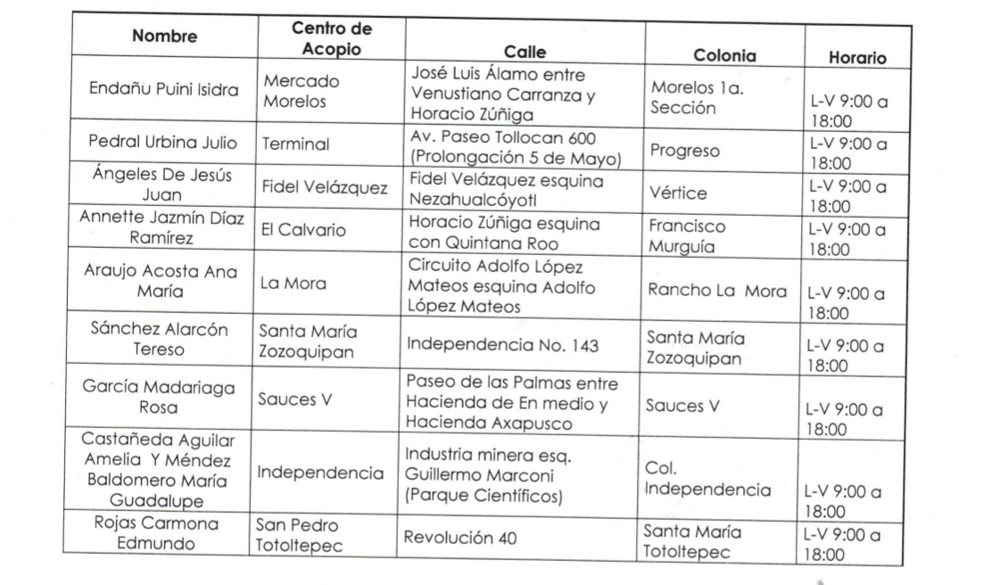 Nombre
Centro de
Acopio
Calle
Colonia
Horario
Endañu Puini Isidra
Mercado
Morelos
José Luis Álamo entre
Venustiano Carranza y
Horacio Zúñiga
Morelos 1a.
Sección
L-V 9:00 a
18:00
Pedral Urbina Julio
Terminal
Av. Paseo Tollocan 600
(Prolongación 5 de Mayo)
Progreso
L-V 9:00 a
18:00
Ángeles De Jesús
Juan
Fidel Velázquez
Fidel Velázquez esquina
Nezahualcóyotl
Vértice
L-V 9:00 a
18:00
Annette Jazmín Díaz
Ramírez
El Calvario
Horacio Zúñiga esquina
con Quintana Roo
Francisco
Murguía
L-V 9:00 a
18:00
Araujo Acosta Ana
María
La Mora
Circuito Adolfo López
Mateos esquina Adolfo
López Mateos
Rancho La Mora
L-V 9:00 a
18:00
Sánchez Alarcón
Tereso
Santa María
Zozoquipan
Independencia No. 143
Santa María
Zozoquipan
L-V 9:00 a
18:00
García Madariaga
Rosa
Sauces V
Paseo de las Palmas entre
Hacienda de En medio y
Hacienda Axapusco
Sauces V
L-V 9:00 a
18:00
Castañeda Aguilar
Amelia Y Méndez
Baldomero María
Guadalupe
Independencia
Industria minera esq.
Guillermo Marconi
(Parque Científicos)
Col.
Independencia
L-V 9:00 a
18:00
Rojas Carmona
Edmundo
San Pedro
Totoltepec
Revolución 40
Santa María
Totoltepec
L-V 9:00 a
18:00